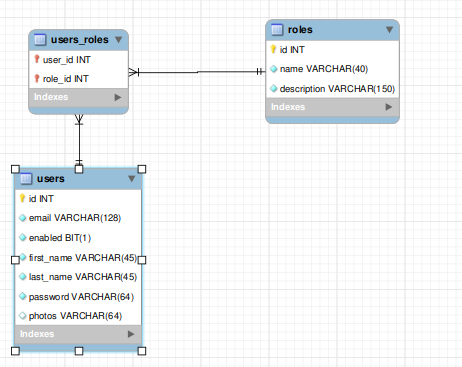 users_roles
user_id INT
role_id INT
Indexes
roles
id INT
name VARCHAR(40)
description VARCHAR(150)
Indexes
users
id INT
email VARCHAR(128)
enabled BIT(1)
first_name VARCHAR(45)
last_name VARCHAR(45)
password VARCHAR(64)
photos VARCHAR(64)
Indexes